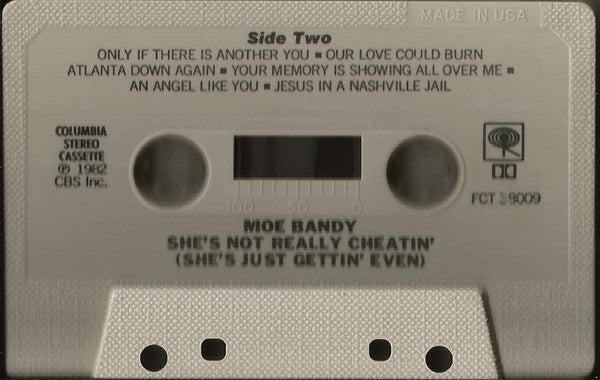 MADE IN USA
Side Two
ONLY IF THERE IS ANOTHER YOU ▪ OUR LOVE COULD BURN
ATLANTA DOWN AGAIN ▪ YOUR MEMORY IS SHOWING ALL OVER ME ▪
AN ANGEL LIKE YOU ▪ JESUS IN A NASHVILLE JAIL
COLUMBIA
STEREO
CASSETTE
℗ 1982
CBS Inc.
FCT 38009
100 50 0
MOE BANDY
SHE'S NOT REALLY CHEATIN'
(SHE'S JUST GETTIN' EVEN)